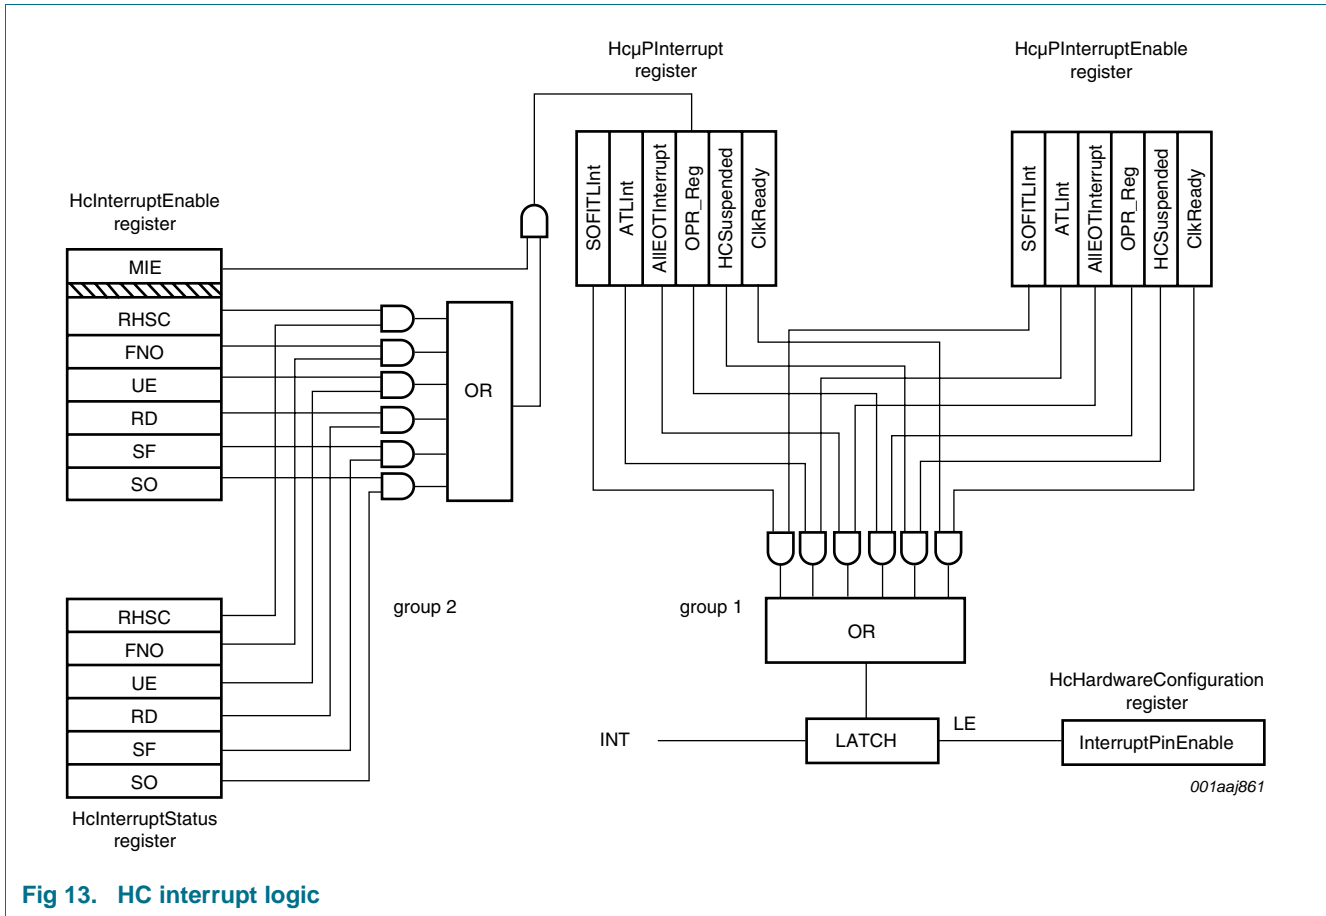 HcμPInterrupt
register
HcμPInterruptEnable
register
SOFITLInt
ATLInt
AllEOTInterrupt
OPR_Reg
HCSuspended
ClkReady
SOFITLInt
ATLInt
AllEOTInterrupt
OPR_Reg
HCSuspended
ClkReady
HcInterruptEnable
register
MIE
RHSC
FNO
UE
RD
SF
SO
OR
RHSC
FNO
UE
RD
SF
SO
HcInterruptStatus
register
group 2
group 1
OR
HcHardwareConfiguration
register
INT
LATCH
LE
InterruptPinEnable
001aaj861
Fig 13. HC interrupt logic